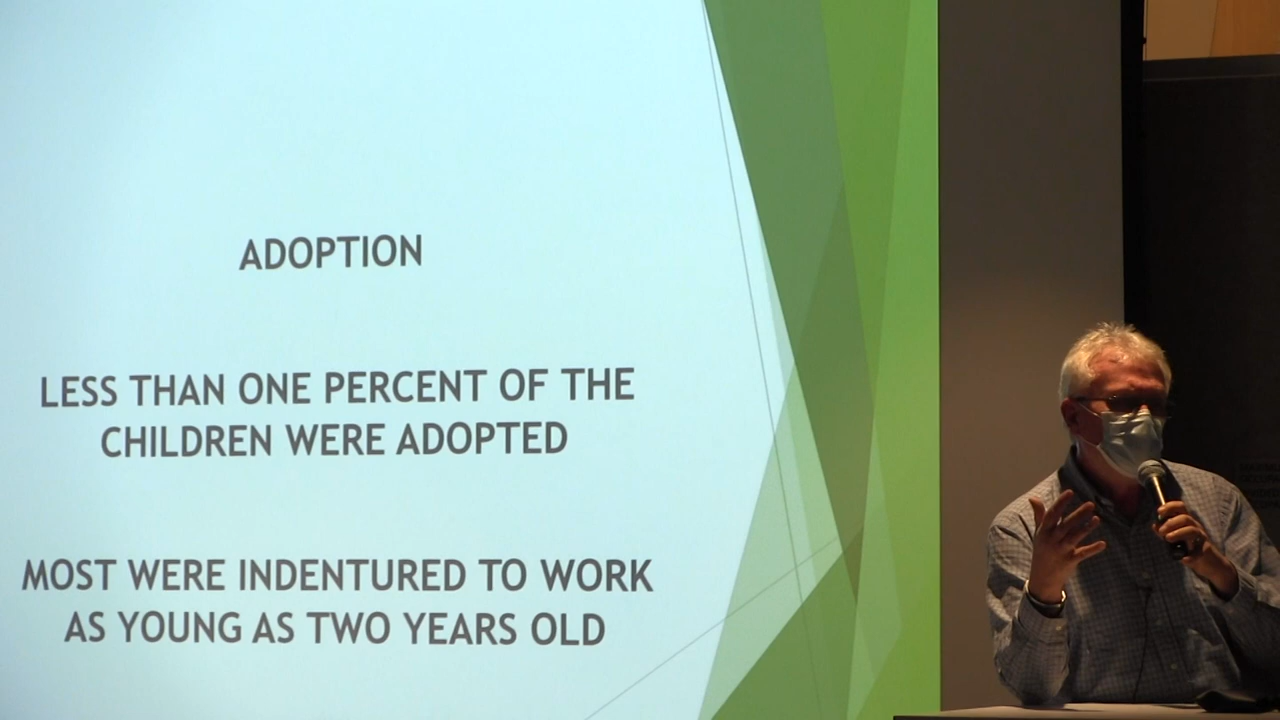 ADOPTION
LESS THAN ONE PERCENT OF THE
CHILDREN WERE ADOPTED
MOST WERE INDENTURED TO WORK
AS YOUNG AS TWO YEARS OLD